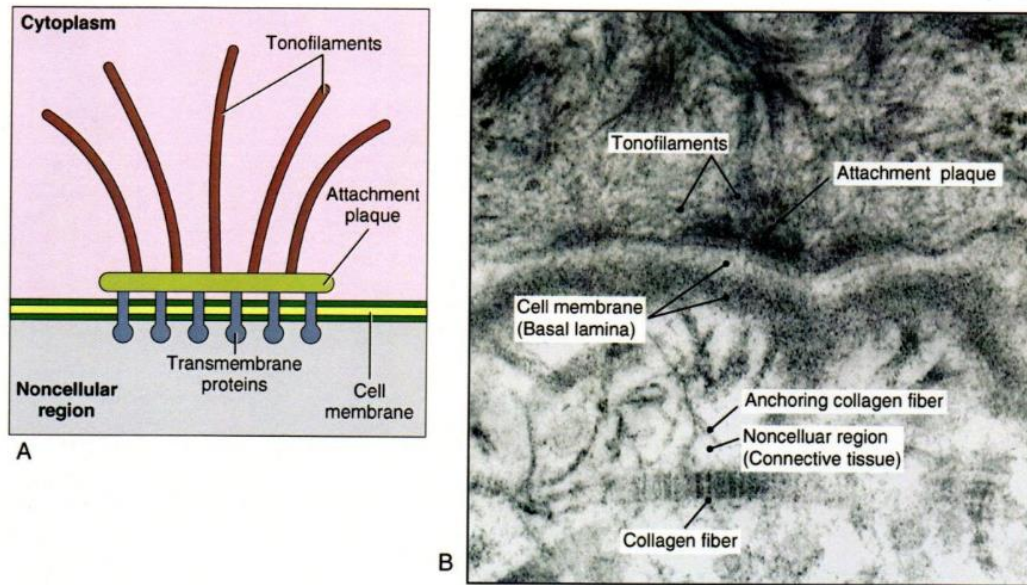 Cytoplasm
Tonofilaments
Attachment
plaque
Transmembrane
proteins
Noncellular
region
Cell
membrane
A
Tonofilaments
Attachment plaque
Cell membrane
(Basal lamina)
Anchoring collagen fiber
Noncelluar region
(Connective tissue)
Collagen fiber
B